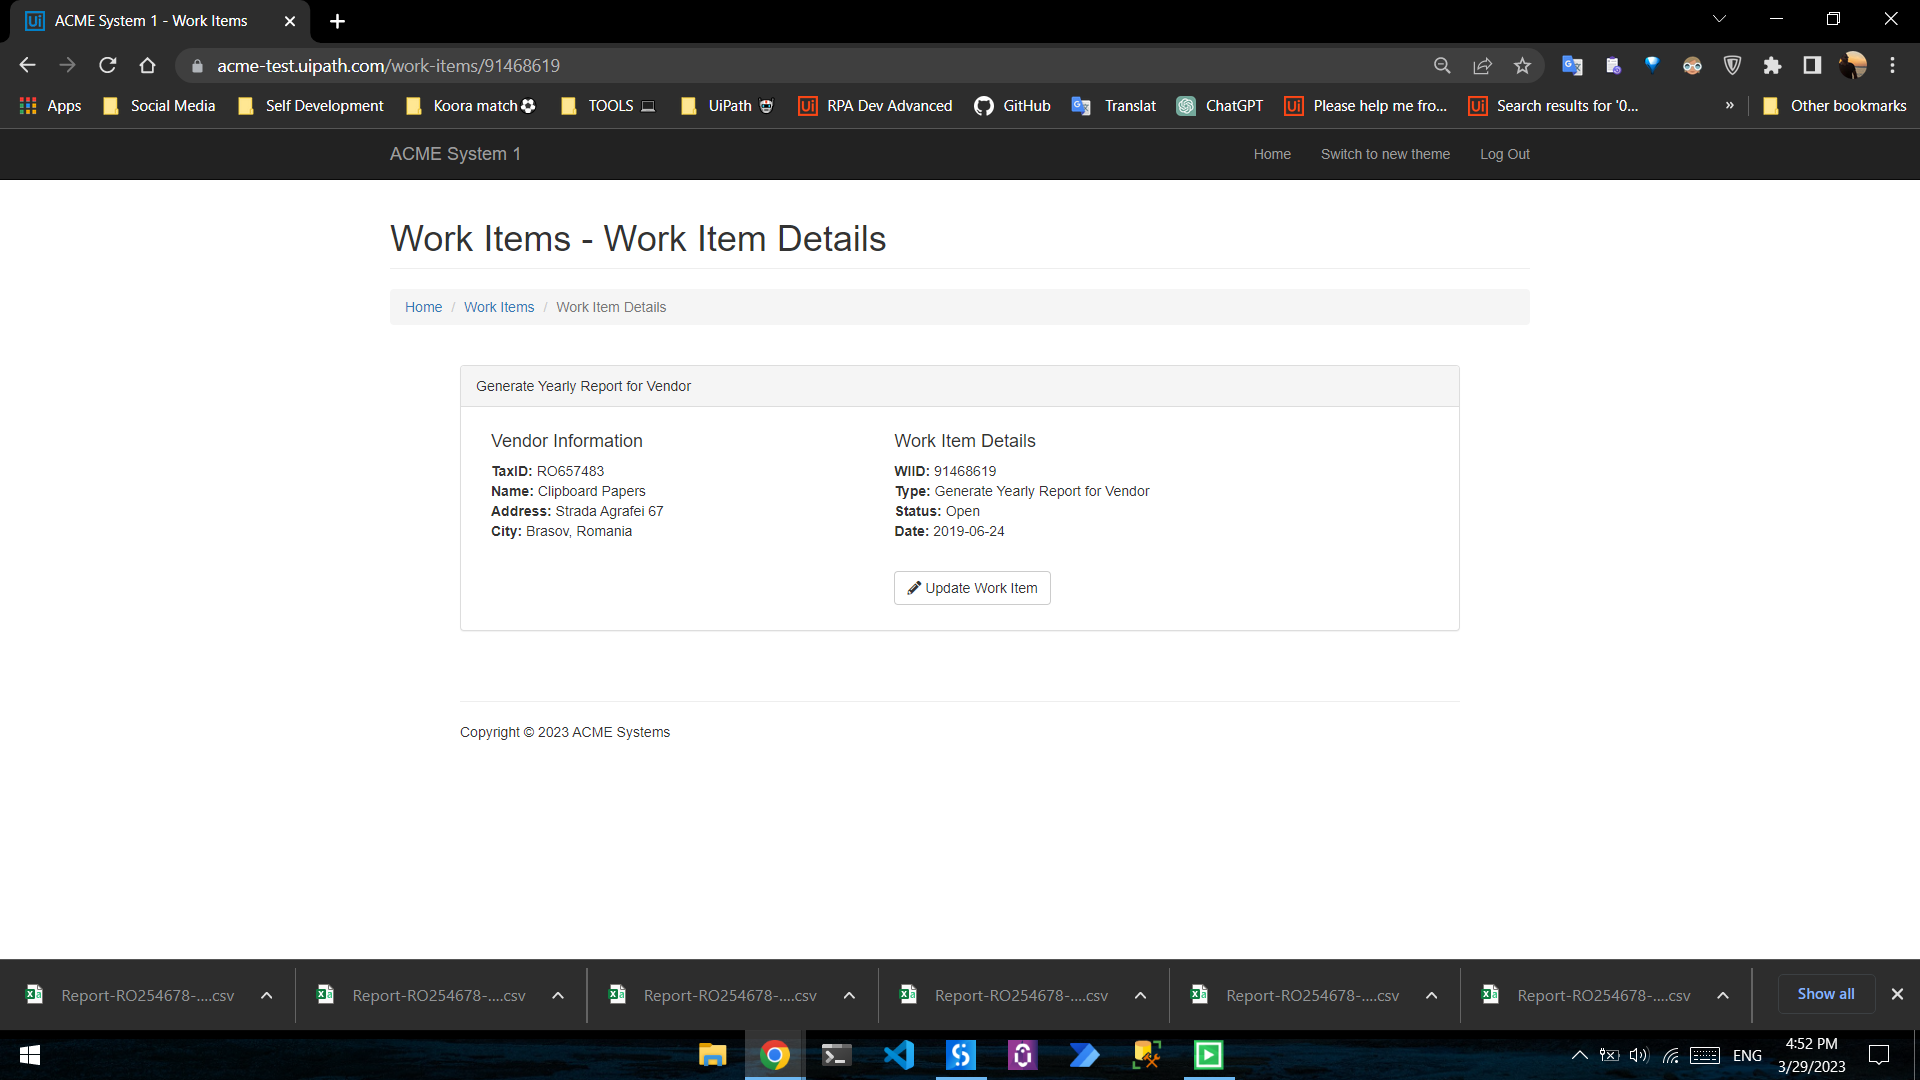 ACME System 1 - Work Items
acme-test.uipath.com/work-items/91468619
Apps Social Media Self Development Koora match⚽ TOOLS 💻 UiPath RPA Dev Advanced GitHub Translat ChatGPT Please help me fro... Search results for '0... » Other bookmarks
ACME System 1 Home Switch to new theme Log Out
Work Items - Work Item Details
Home / Work Items / Work Item Details
Generate Yearly Report for Vendor
Vendor Information
TaxID: RO657483
Name: Clipboard Papers
Address: Strada Agrafei 67
City: Brasov, Romania
Work Item Details
WIID: 91468619
Type: Generate Yearly Report for Vendor
Status: Open
Date: 2019-06-24
Update Work Item
Copyright © 2023 ACME Systems
Report-RO254678-....csv Report-RO254678-....csv Report-RO254678-....csv Report-RO254678-....csv Report-RO254678-....csv Report-RO254678-....csv Show all
ENG 4:52 PM
3/29/2023